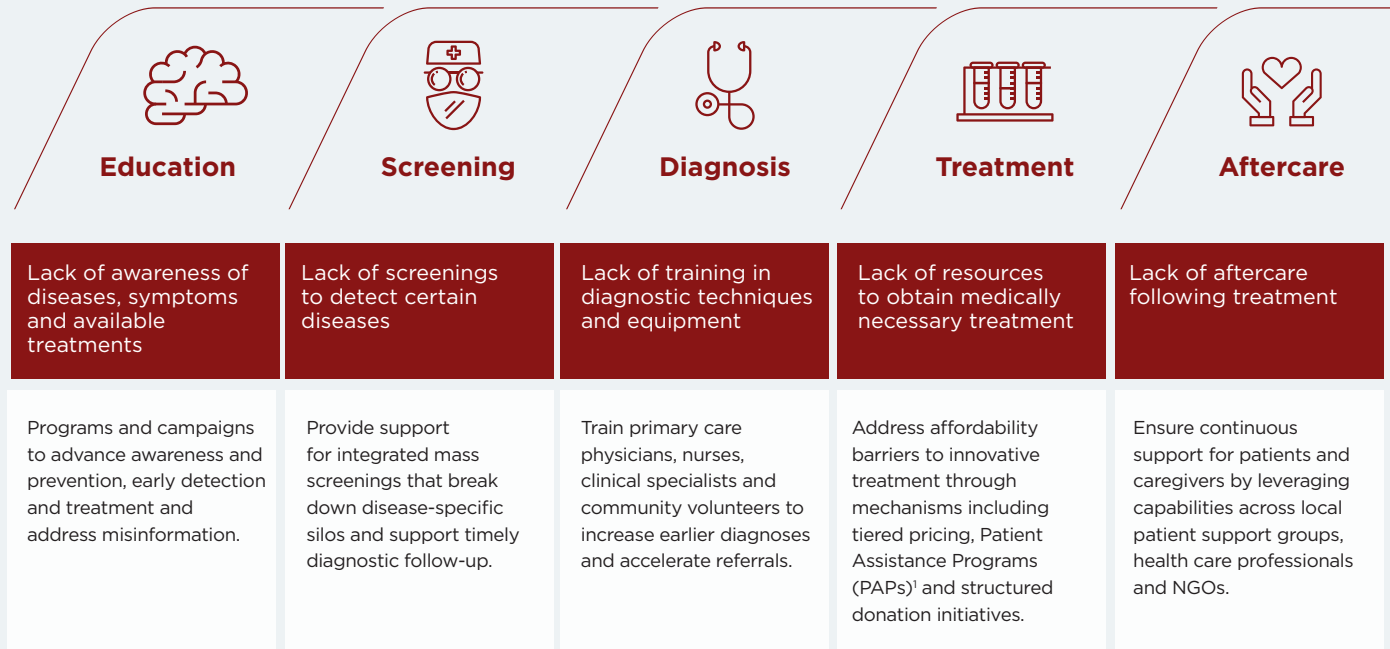 Education
Screening
Diagnosis
Treatment
Aftercare
Lack of awareness of
diseases, symptoms
and available
treatments
Lack of screenings
to detect certain
diseases
Lack of training in
diagnostic techniques
and equipment
Lack of resources
to obtain medically
necessary treatment
Lack of aftercare
following treatment
Programs and campaigns
to advance awareness and
prevention, early detection
and treatment and
address misinformation.
Provide support
for integrated mass
screenings that break
down disease-specific
silos and support timely
diagnostic follow-up.
Train primary care
physicians, nurses,
clinical specialists and
community volunteers to
increase earlier diagnoses
and accelerate referrals.
Address affordability
barriers to innovative
treatment through
mechanisms including
tiered pricing, Patient
Assistance Programs
(PAPs)¹ and structured
donation initiatives.
Ensure continuous
support for patients and
caregivers by leveraging
capabilities across local
patient support groups,
health care professionals
and NGOs.